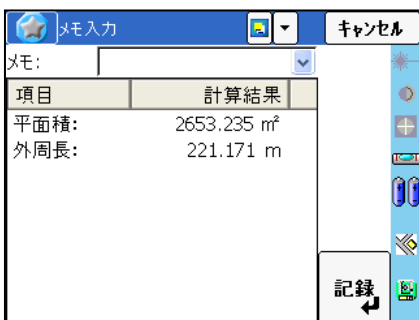 メモ入力 キャンセル
メモ:
項目 計算結果
平面積: 2653.235 ㎡
外周長: 221.171 m
記録